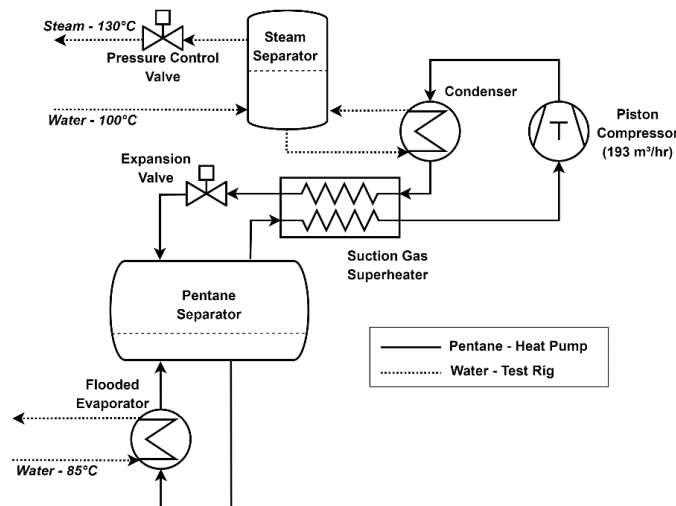 Steam - 130°C
Pressure Control
Valve
Steam
Separator
Water - 100°C
Condenser
Piston
Compressor
(193 m³/hr)
T
Expansion
Valve
Suction Gas
Superheater
Pentane
Separator
Pentane - Heat Pump
Water - Test Rig
Flooded
Evaporator
Water - 85°C